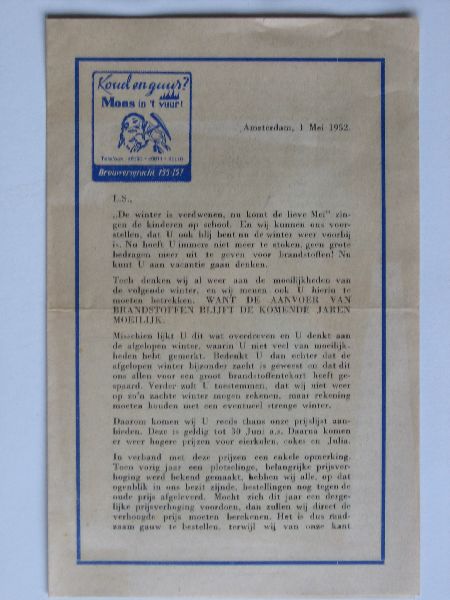 Koud en guur?
Mons in 't vuur!
Telefoon
Brouwersgracht 155-157
Amsterdam, 1 Mei 1952.
L.S.,
„De winter is verdwenen, nu komt de lieve Mei” zin-
gen de kinderen op school. En wij kunnen ons voor-
stellen, dat U ook blij bent nu de winter weer voorbij
is. Nu hoeft U immers niet meer te stoken, geen grote
bedragen meer uit te geven voor brandstoffen! Nu
kunt U aan vacantie gaan denken.
Toch denken wij al weer aan de moeilijkheden van
de volgende winter, en wij menen ook U hierin te
moeten betrekken. WANT DE AANVOER VAN
BRANDSTOFFEN BLIJFT DE KOMENDE JAREN
MOEILIJK.
Misschien lijkt U dit wat overdreven en U denkt aan
de afgelopen winter, waarin U niet veel van moeilijk-
heden hebt gemerkt. Bedenkt U dan echter dat de
afgelopen winter bijzonder zacht is geweest en dat dit
ons allen voor een groot brandstoffentekort heeft ge-
spaard. Verder zult U toestemmen, dat wij niet weer
op zo'n zachte winter mogen rekenen, maar rekening
moeten houden met een eventueel strenge winter.
Daarom komen wij U reeds thans onze prijslijst aan-
bieden. Deze is geldig tot 30 Juni a.s. Daarna komen
er weer hogere prijzen voor eierkolen, cokes en Julia.
In verband met deze prijzen een enkele opmerking.
Toen vorig jaar een plotselinge, belangrijke prijsver-
hoging werd bekend gemaakt, hebben wij alle, op dat
ogenblik in ons bezit zijnde, bestellingen nog tegen de
oude prijs afgeleverd. Mocht zich dit jaar een derge-
lijke prijsverhoging voordoen, dan zullen wij direct de
verhoogde prijs moeten berekenen. Het is dus raad-
zaam gauw te bestellen, terwijl wij van onze kant